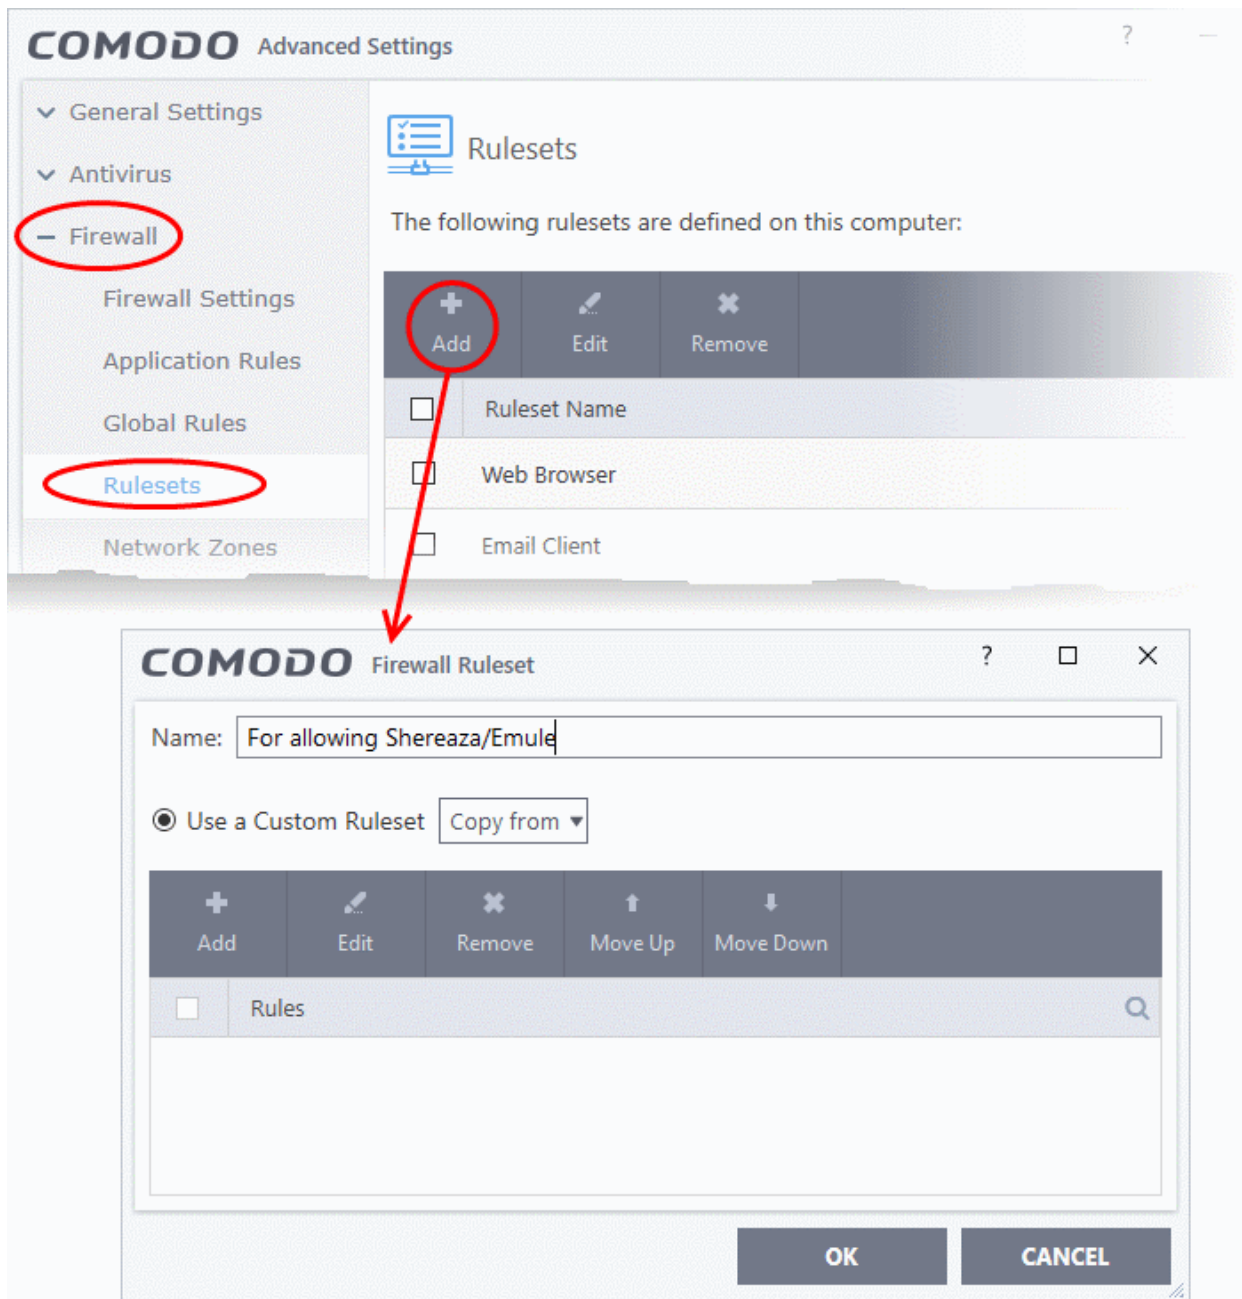 COMODO Advanced Settings ?
General Settings
Antivirus
Firewall
Firewall Settings
Application Rules
Global Rules
Rulesets
Network Zones
Rulesets
The following rulesets are defined on this computer:
Add Edit Remove
Ruleset Name
Web Browser
Email Client
COMODO Firewall Ruleset ?
Name: For allowing Shereaza/Emule
Use a Custom Ruleset Copy from
Add Edit Remove Move Up Move Down
Rules
OK CANCEL